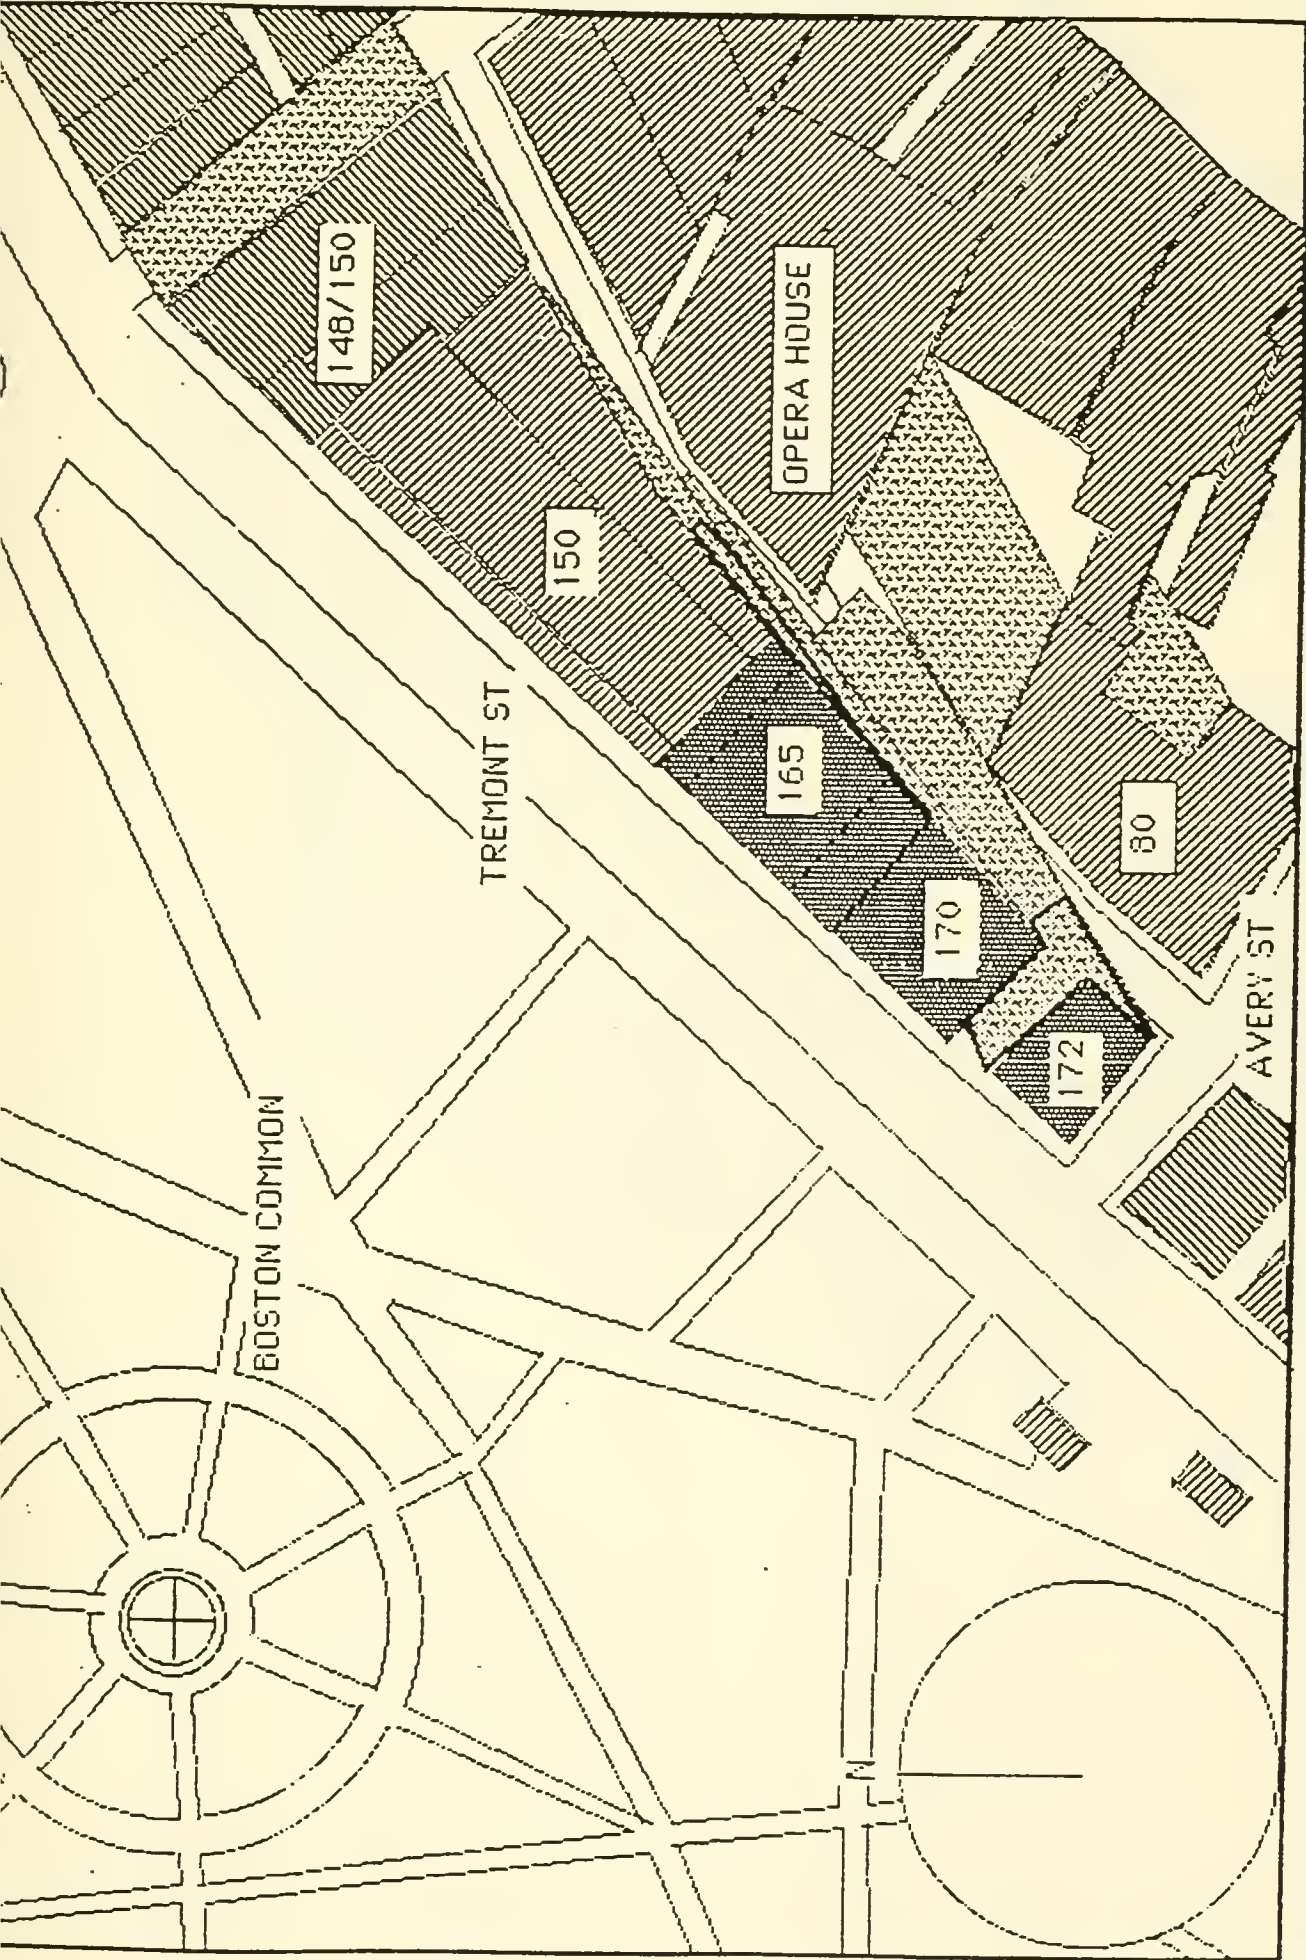 148/150
OPERA HOUSE
150
TREMONT ST
165
80
170
AVERY ST
172
BOSTON COMMON
N